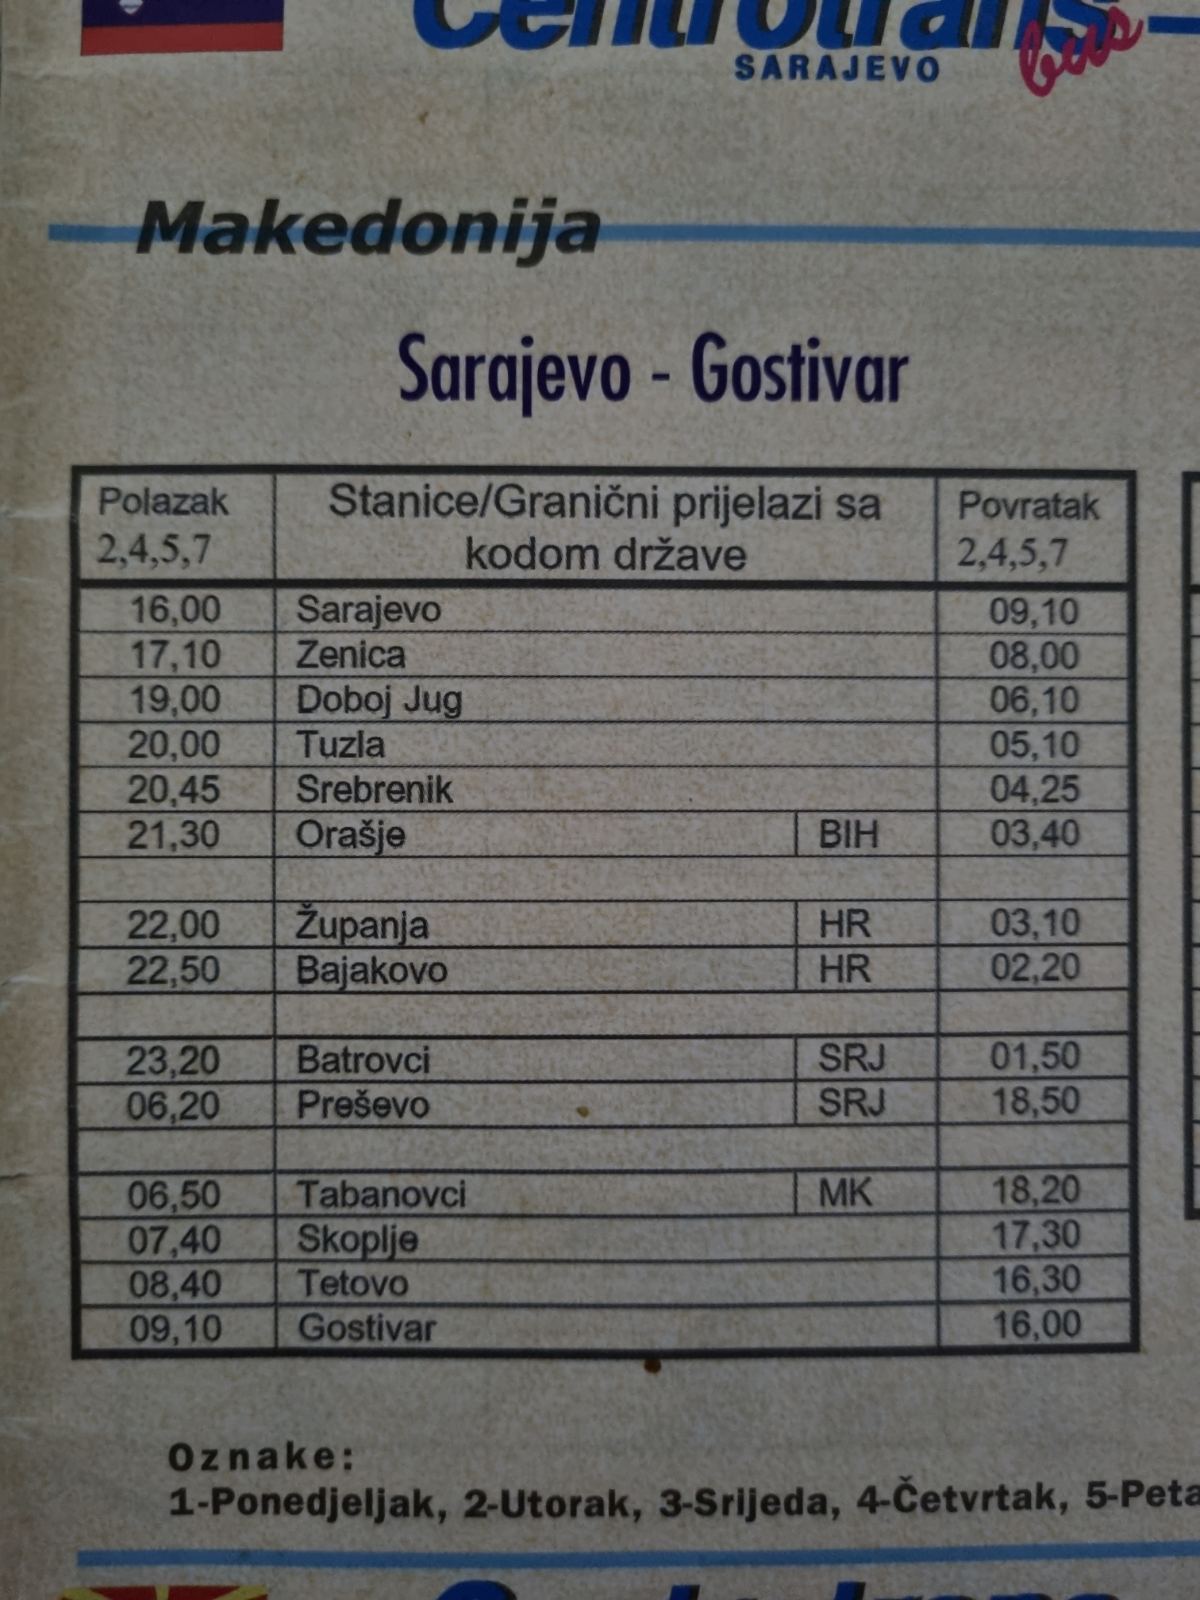 Centrotrans
bus
SARAJEVO
Makedonija
Sarajevo - Gostivar
Polazak 2,4,5,7 Stanice/Granični prijelazi sa kodom države Povratak 2,4,5,7
16,00 Sarajevo 09,10
17,10 Zenica 08,00
19,00 Doboj Jug 06,10
20,00 Tuzla 05,10
20,45 Srebrenik 04,25
21,30 Orašje BIH 03,40
22,00 Županja HR 03,10
22,50 Bajakovo HR 02,20
23,20 Batrovci SRJ 01,50
06,20 Preševo SRJ 18,50
06,50 Tabanovci MK 18,20
07,40 Skoplje 17,30
08,40 Tetovo 16,30
09,10 Gostivar 16,00
Oznake:
1-Ponedjeljak, 2-Utorak, 3-Srijeda, 4-Četvrtak, 5-Peta